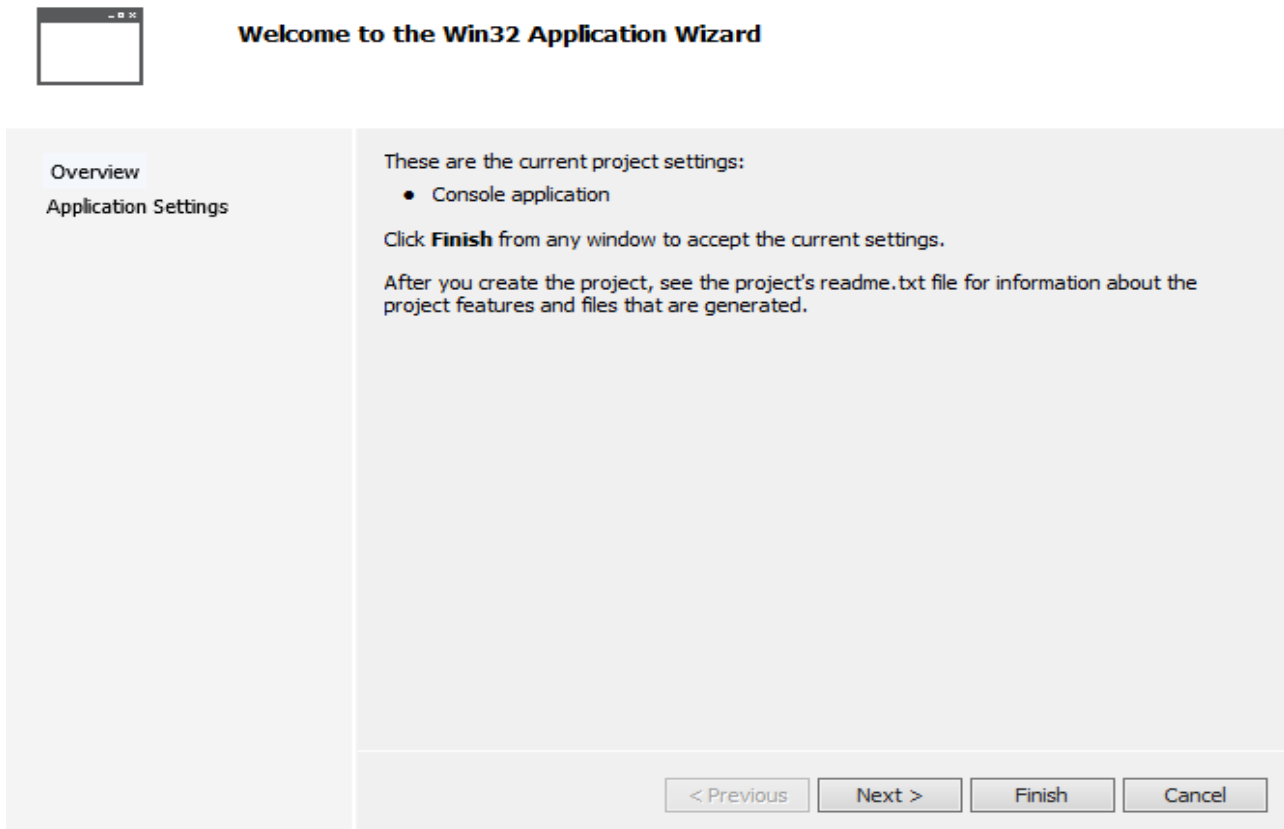 Welcome to the Win32 Application Wizard
Overview
Application Settings
These are the current project settings:
● Console application
Click Finish from any window to accept the current settings.
After you create the project, see the project's readme.txt file for information about the
project features and files that are generated.
< Previous
Next >
Finish
Cancel